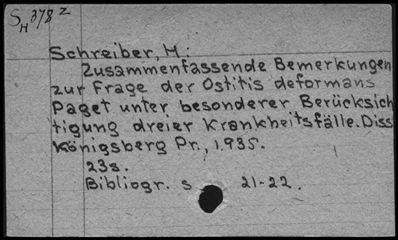 S_H 378 z
Schreiber, M:
Zusammenfassende Bemerkungen
zur Frage der Ostitis deformans
Paget unter besonderer Berücksich
tigung dreier Krankheitsfälle. Diss
Königsberg Pr., 1935.
23s.
Bibliogr. s 21-22.